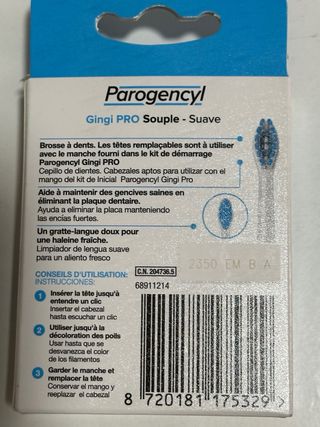 Parogencyl
Gingi PRO Souple - Suave
Brosse à dents. Les têtes remplaçables sont à utiliser
avec le manche fourni dans le kit de démarrage
Parogencyl Gingi PRO
Cepillo de dientes. Cabezales aptos para utilizar con el
mango del kit de Inicial Parogencyl Gingi Pro
Aide à maintenir des gencives saines en
éliminant la plaque dentaire.
Ayuda a eliminar la placa manteniendo
las encías fuertes.
Un gratte-langue doux pour
une haleine fraîche.
Limpiador de lengua suave
para un aliento fresco
2350 EM B A
CONSEILS D'UTILISATION:
INSTRUCCIONES:
C.N. 204736.5
68911214
1 Insérer la tête jusqu'à
entendre un clic
Insertar el cabezal
hasta escuchar un clic
2 Utiliser jusqu'à la
décoloration des poils
Usar hasta que se
desvanezca el color
de los filamentos
3 Garder le manche et
remplacer la tête
Conservar el mango y
reemplazar el cabezal
8 720181 175329 >